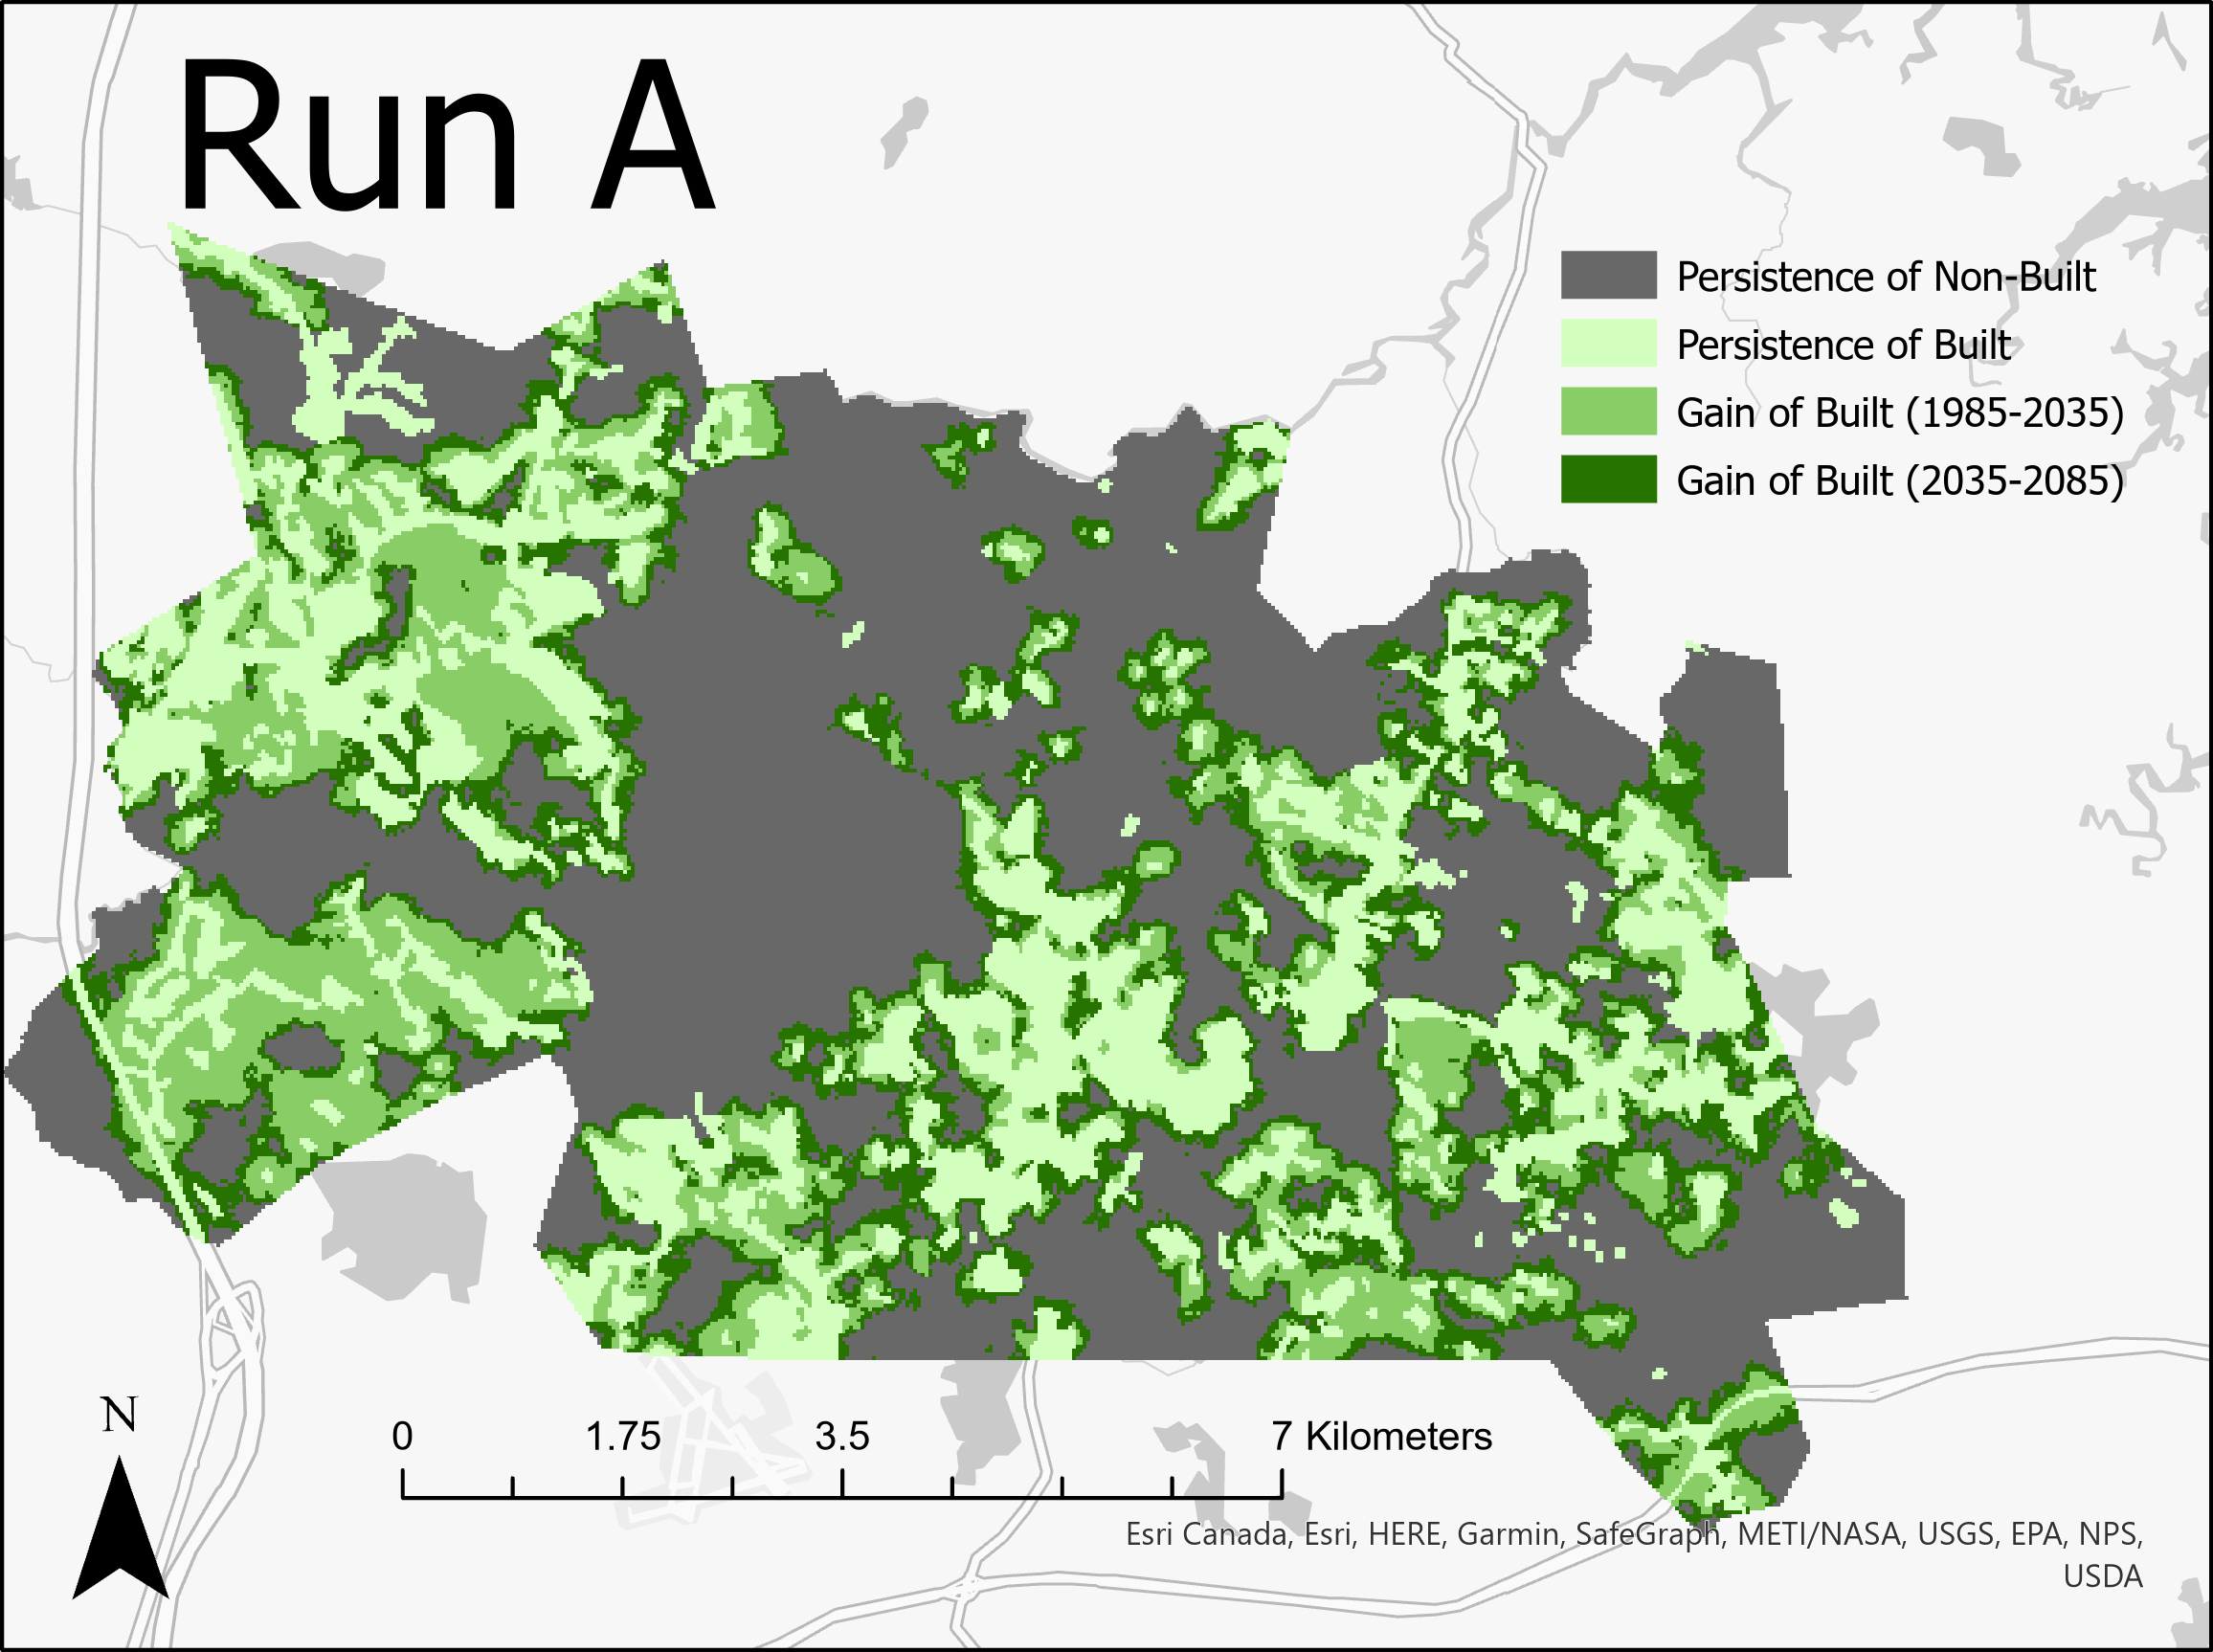 Run A
Persistence of Non-Built
Persistence of Built
Gain of Built (1985-2035)
Gain of Built (2035-2085)
N
0 1.75 3.5 7 Kilometers
Esri Canada, Esri, HERE, Garmin, SafeGraph, METI/NASA, USGS, EPA, NPS,
USDA